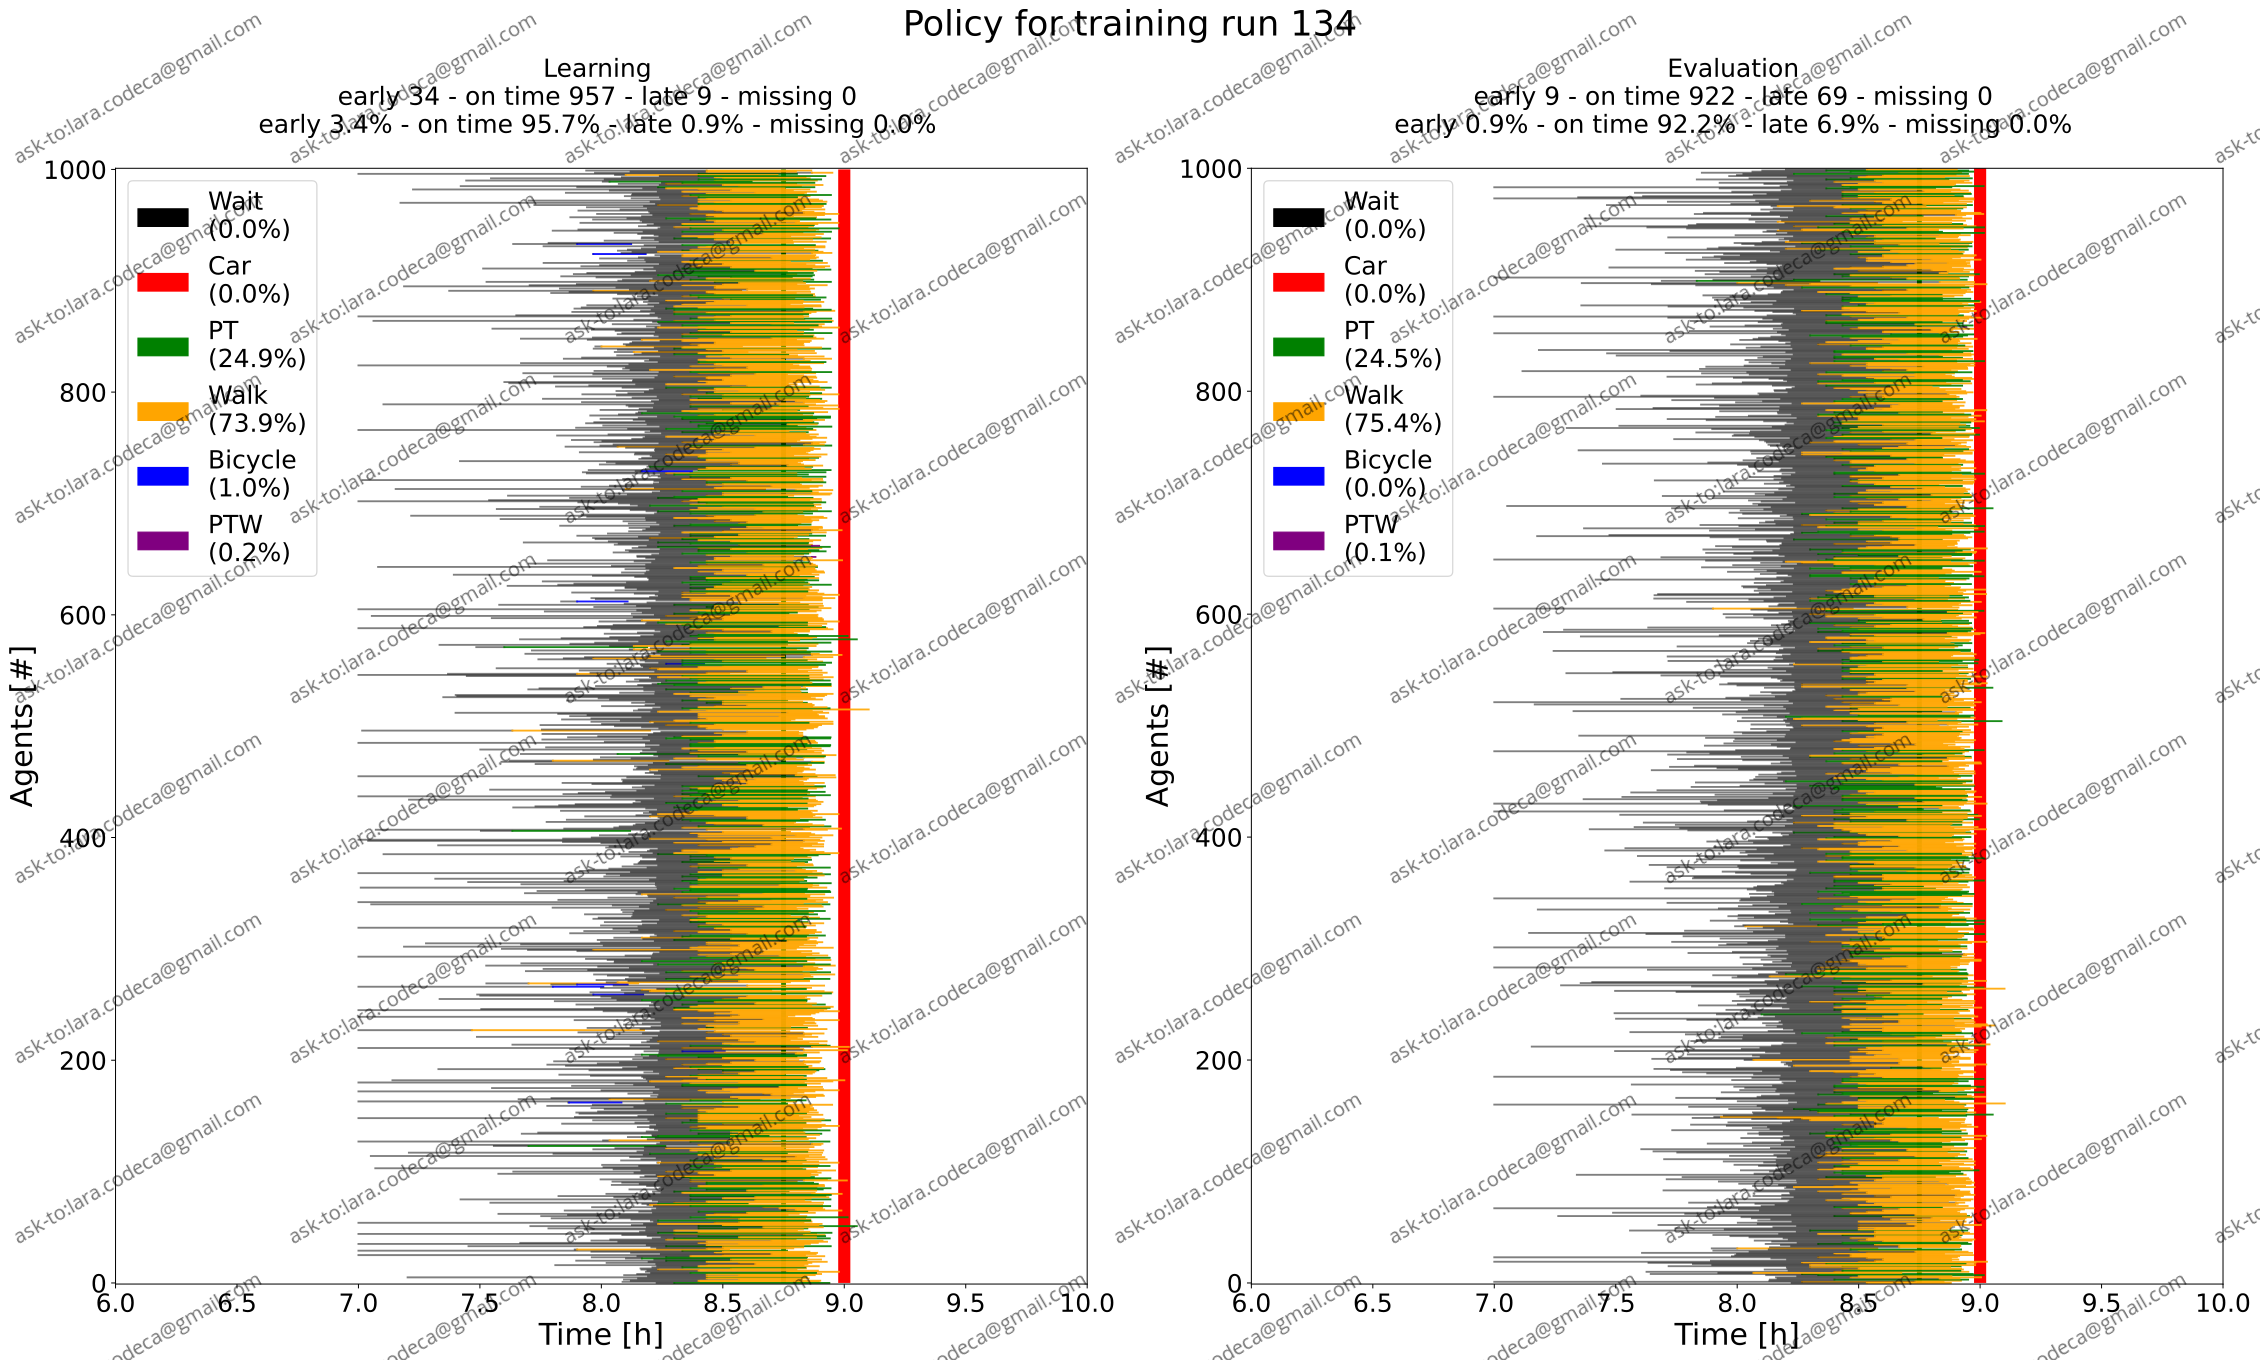 Policy for training run 134
Learning
early 34 - on time 957 - late 9 - missing 0
early 3.4% - on time 95.7% - late 0.9% - missing 0.0%
1000
800
600
400
200
0
Agents [#]
Wait
(0.0%)
Car
(0.0%)
PT
(24.9%)
Walk
(73.9%)
Bicycle
(1.0%)
PTW
(0.2%)
6.0 6.5 7.0 7.5 8.0 8.5 9.0 9.5 10.0
Time [h]
Evaluation
early 9 - on time 922 - late 69 - missing 0
early 0.9% - on time 92.2% - late 6.9% - missing 0.0%
1000
800
600
400
200
0
Agents [#]
Wait
(0.0%)
Car
(0.0%)
PT
(24.5%)
Walk
(75.4%)
Bicycle
(0.0%)
PTW
(0.1%)
6.0 6.5 7.0 7.5 8.0 8.5 9.0 9.5 10.0
Time [h]
ask-to:lara.codeca@gmail.com